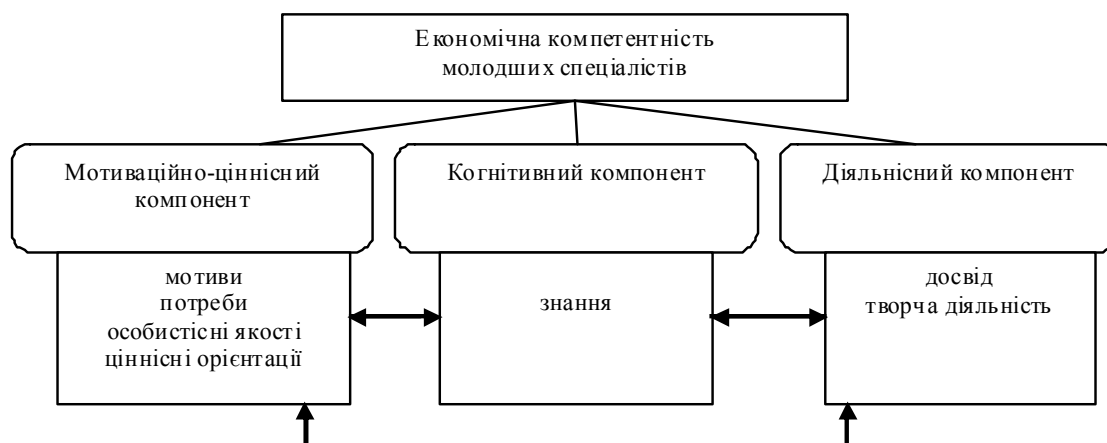 Економічна компетентність
молодших спеціалістів
Мотиваційно-ціннісний
компонент
Когнітивний компонент
Діяльнісний компонент
мотиви
потреби
особистісні якості
ціннісні орієнтації
знання
досвід
творча діяльність